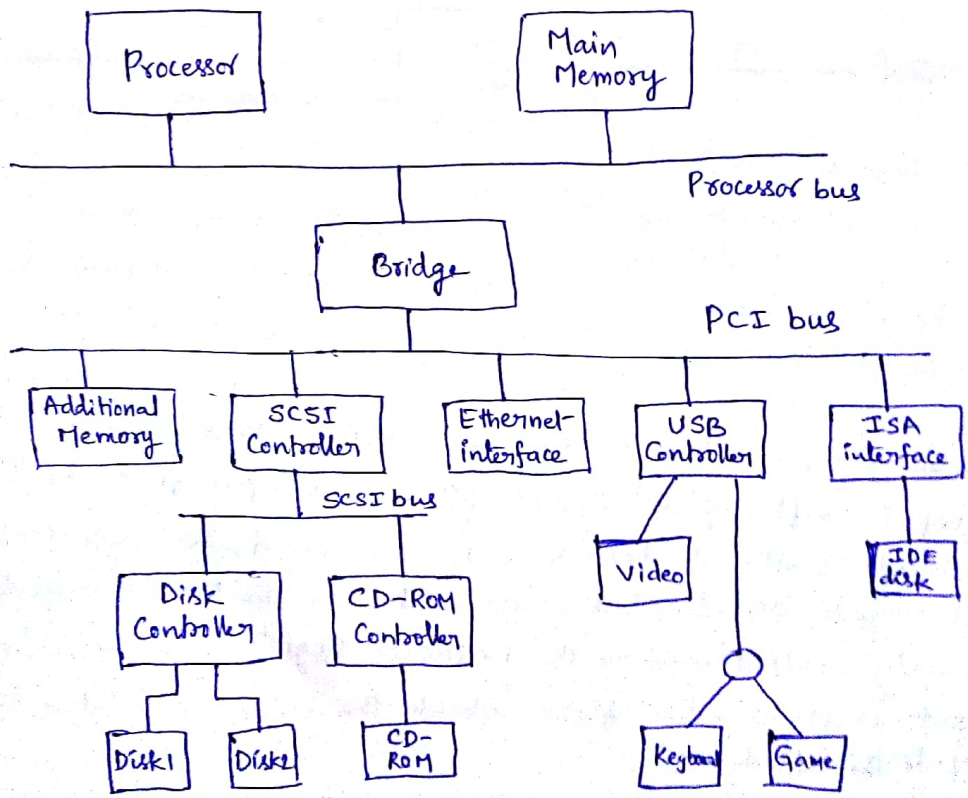 Processor
Main
Memory
Processor bus
Bridge
PCI bus
Additional
Memory
SCSI
Controller
Ethernet
interface
USB
Controller
ISA
interface
SCSI bus
Video
IDE
disk
Disk
Controller
CD-ROM
Controller
Disk1
Disk2
CD-
ROM
Keyboard
Game